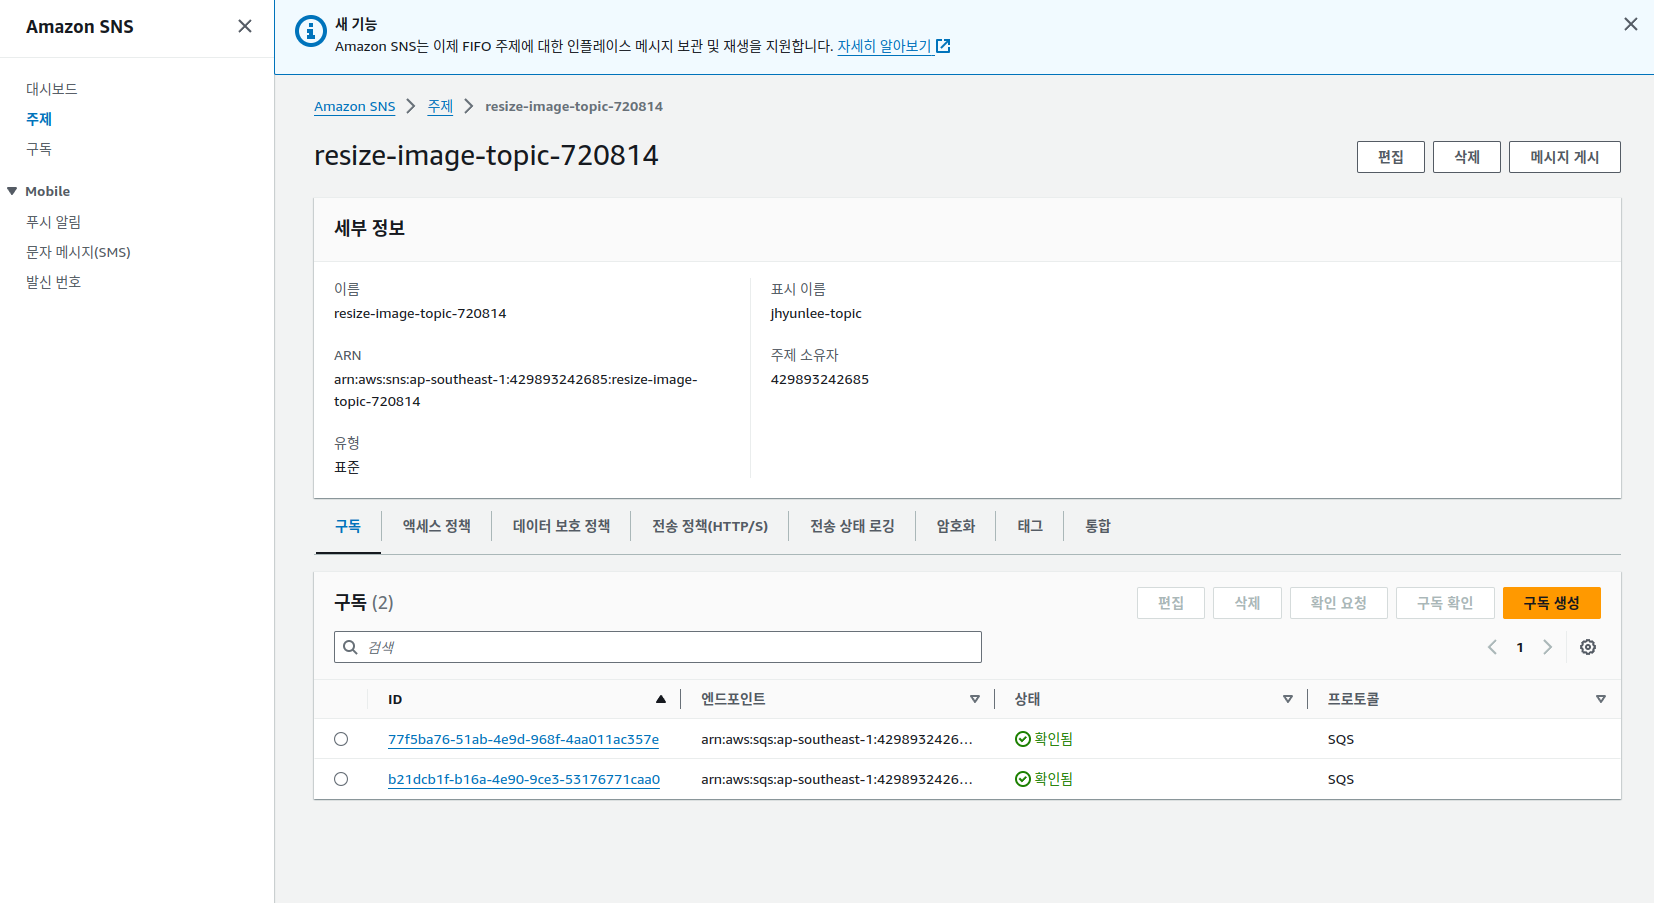 Amazon SNS
대시보드
주제
구독
Mobile
푸시 알림
문자 메시지(SMS)
발신 번호
새 기능
Amazon SNS는 이제 FIFO 주제에 대한 인플레이스 메시지 보관 및 재생을 지원합니다. 자세히 알아보기
Amazon SNS > 주제 > resize-image-topic-720814
resize-image-topic-720814
편집 삭제 메시지 게시
세부 정보
이름
resize-image-topic-720814
ARN
arn:aws:sns:ap-southeast-1:429893242685:resize-image-
topic-720814
유형
표준
표시 이름
jhyunlee-topic
주제 소유자
429893242685
구독 액세스 정책 데이터 보호 정책 전송 정책(HTTP/S) 전송 상태 로깅 암호화 태그 통합
구독 (2)
편집 삭제 확인 요청 구독 확인 구독 생성
검색
1
ID 엔드포인트 상태 프로토콜
77f5ba76-51ab-4e9d-968f-4aa011ac357e arn:aws:sqs:ap-southeast-1:4298932426... 확인됨 SQS
b21dcb1f-b16a-4e90-9ce3-53176771caa0 arn:aws:sqs:ap-southeast-1:4298932426... 확인됨 SQS